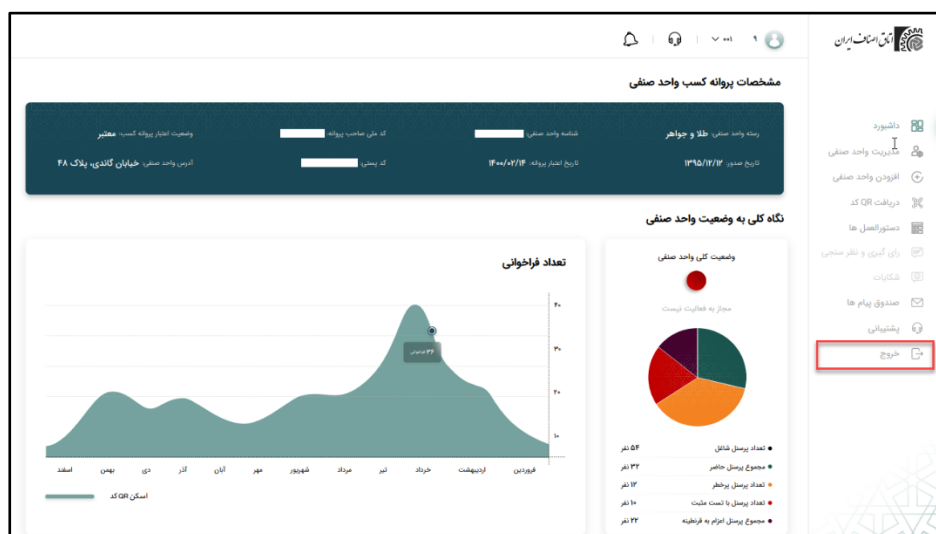 اتاق اصناف ایران
۹ ۰۰۱
مشخصات پروانه کسب واحد صنفی
رسته واحد صنفی: طلا و جواهر
شناسه واحد صنفی:
کد ملی صاحب پروانه:
وضعیت اعتبار پروانه کسب: معتبر
تاریخ صدور: ۱۳۹۵/۱۲/۱۲
تاریخ اعتبار پروانه: ۱۴۰۰/۰۲/۱۴
کد پستی:
آدرس واحد صنفی: خیابان گاندی، پلاک ۴۸
داشبورد
مدیریت واحد صنفی
افزودن واحد صنفی
دریافت QR کد
دستورالعمل ها
رای گیری و نظر سنجی
شکایات
صندوق پیام ها
پشتیبانی
خروج
نگاه کلی به وضعیت واحد صنفی
وضعیت کلی واحد صنفی
مجاز به فعالیت نیست
تعداد پرسنل شاغل ۵۴ نفر
مجموع پرسنل حاضر ۳۲ نفر
تعداد پرسنل پرخطر ۱۲ نفر
تعداد پرسنل با تست مثبت ۱۰ نفر
مجموع پرسنل اعزام به قرنطینه ۲۲ نفر
تعداد فراخوانی
۴۰
۳۰
۲۰
۱۰
۳۶ فراخوانی
فروردین اردیبهشت خرداد تیر مرداد شهریور مهر آبان آذر دی بهمن اسفند
اسکن QR کد